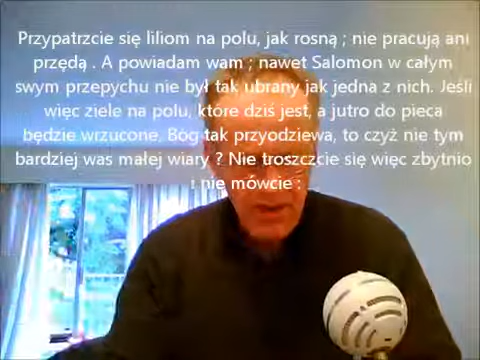 Przypatrzcie się liliom na polu, jak rosną ; nie pracują ani
przędą . A powiadam wam ; nawet Salomon w całym
swym przepychu nie był tak ubrany jak jedna z nich. Jeśli
więc ziele na polu, które dziś jest, a jutro do pieca
będzie wrzucone, Bóg tak przyodziewa, to czyż nie tym
bardziej was małej wiary ? Nie troszczcie się więc zbytnio
i nie mówcie :